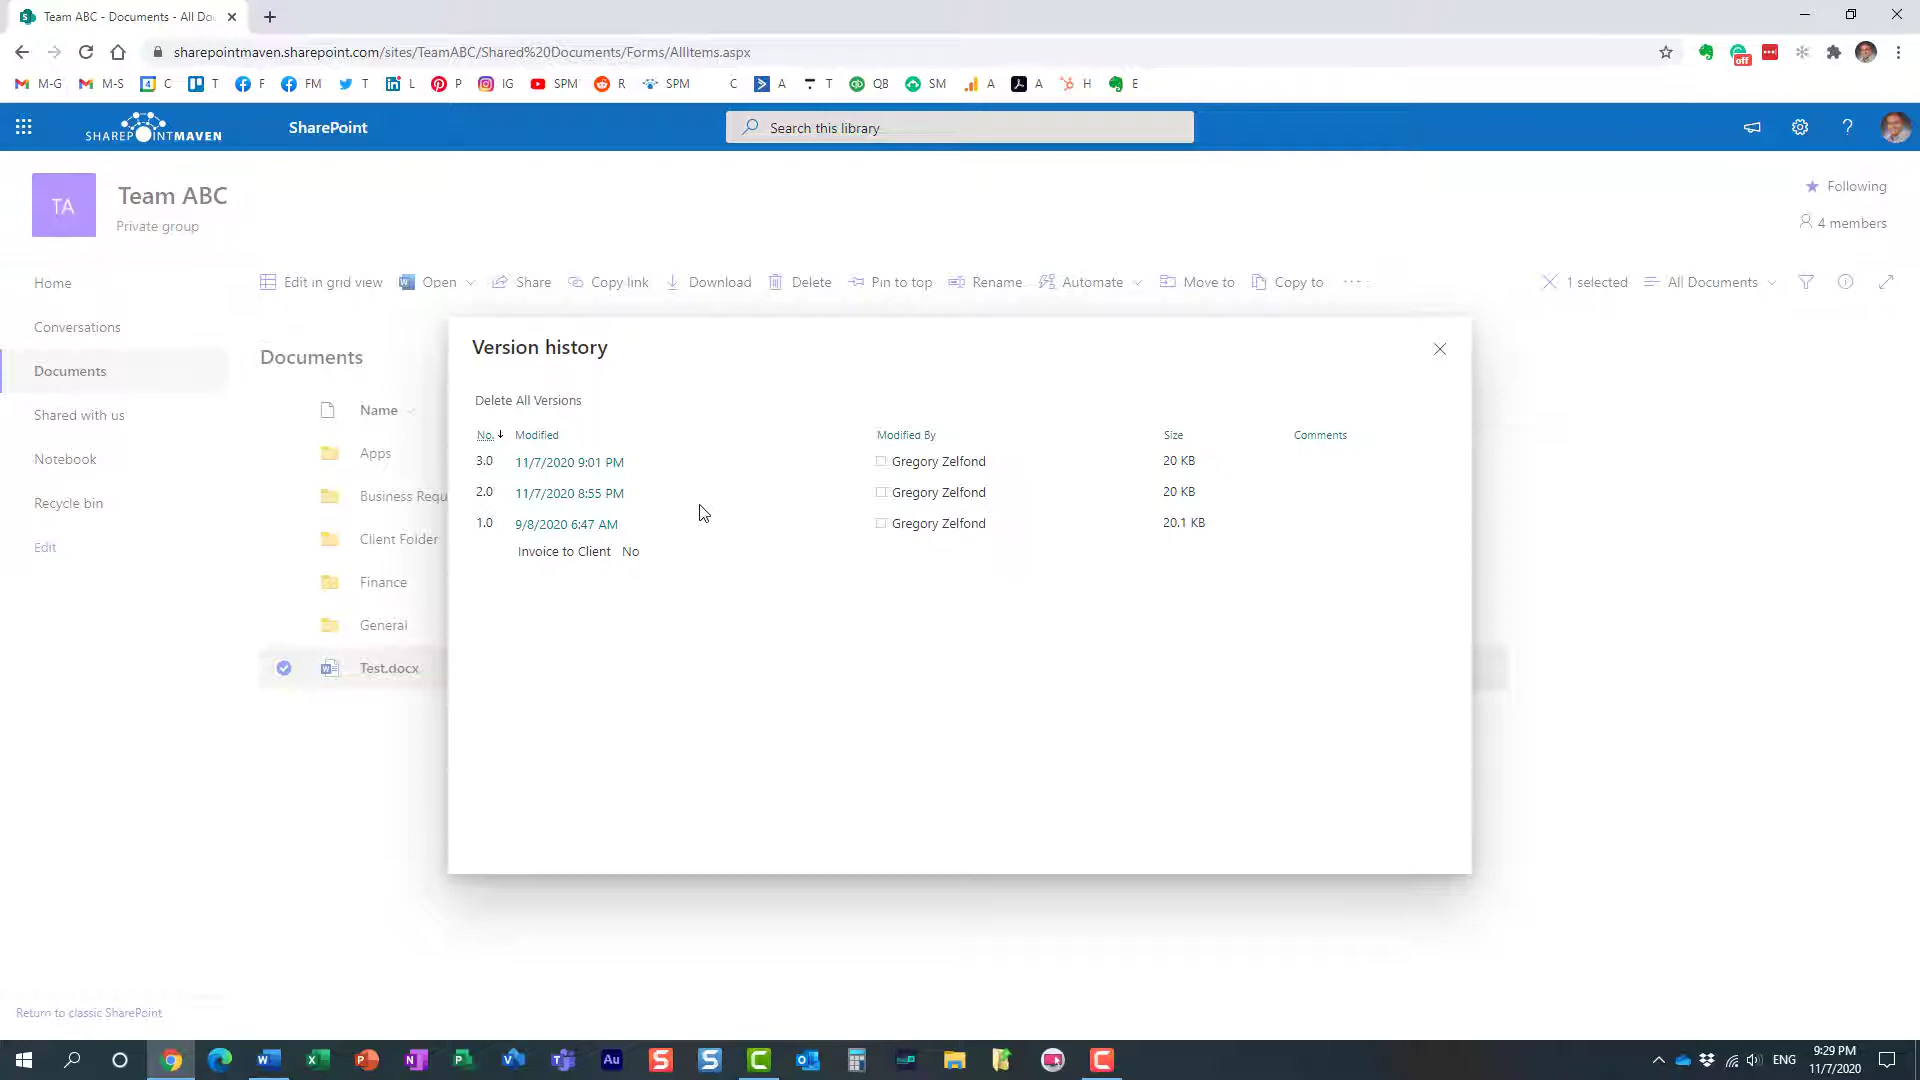 Team ABC - Documents - All Do
sharepointmaven.sharepoint.com/sites/TeamABC/Shared%20Documents/Forms/AllItems.aspx
off
M-G M-S C T F FM T L P IG SPM R SPM C A T QB SM A A H E
SHAREPOINTMAVEN SharePoint Search this library
TA Team ABC
Private group
Following
4 members
Home
Conversations
Documents
Shared with us
Notebook
Recycle bin
Edit
Edit in grid view Open Share Copy link Download Delete Pin to top Rename Automate Move to Copy to ... 1 selected All Documents
Documents
Name
Apps
Business Requ
Client Folder
Finance
General
Test.docx
Version history
Delete All Versions
No. Modified Modified By Size Comments
3.0 11/7/2020 9:01 PM Gregory Zelfond 20 KB
2.0 11/7/2020 8:55 PM Gregory Zelfond 20 KB
1.0 9/8/2020 6:47 AM Gregory Zelfond 20.1 KB
Invoice to Client No
Return to classic SharePoint
ENG
9:29 PM
11/7/2020